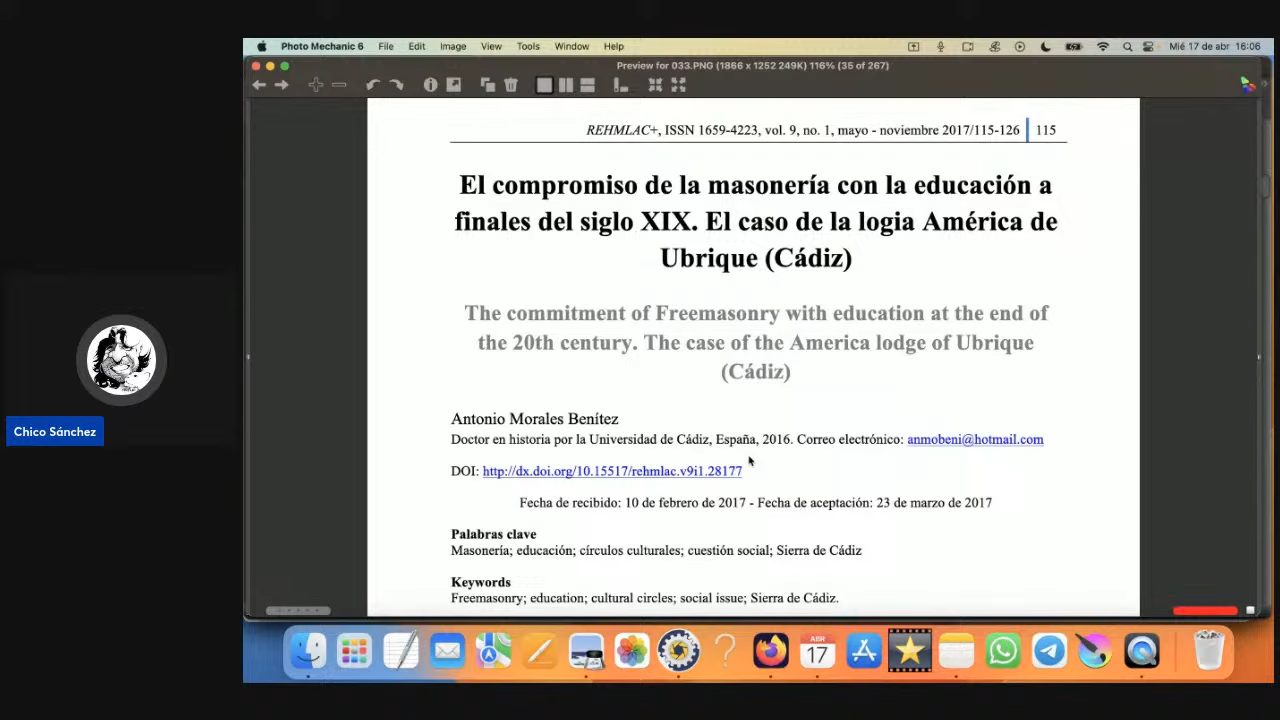 Photo Mechanic 6 File Edit Image View Tools Window Help Mié 17 de abr 16:06
Preview for 033.PNG (1866 x 1252 249K) 116% (35 of 267)
REHMLAC+, ISSN 1659-4223, vol. 9, no. 1, mayo - noviembre 2017/115-126 115
El compromiso de la masonería con la educación a
finales del siglo XIX. El caso de la logia América de
Ubrique (Cádiz)
The commitment of Freemasonry with education at the end of
the 20th century. The case of the America lodge of Ubrique
(Cádiz)
Antonio Morales Benítez
Doctor en historia por la Universidad de Cádiz, España, 2016. Correo electrónico: anmobeni@hotmail.com
DOI: http://dx.doi.org/10.15517/rehmlac.v9i1.28177
Fecha de recibido: 10 de febrero de 2017 - Fecha de aceptación: 23 de marzo de 2017
Palabras clave
Masonería; educación; círculos culturales; cuestión social; Sierra de Cádiz
Keywords
Freemasonry; education; cultural circles; social issue; Sierra de Cádiz.
Chico Sánchez
ABR
17